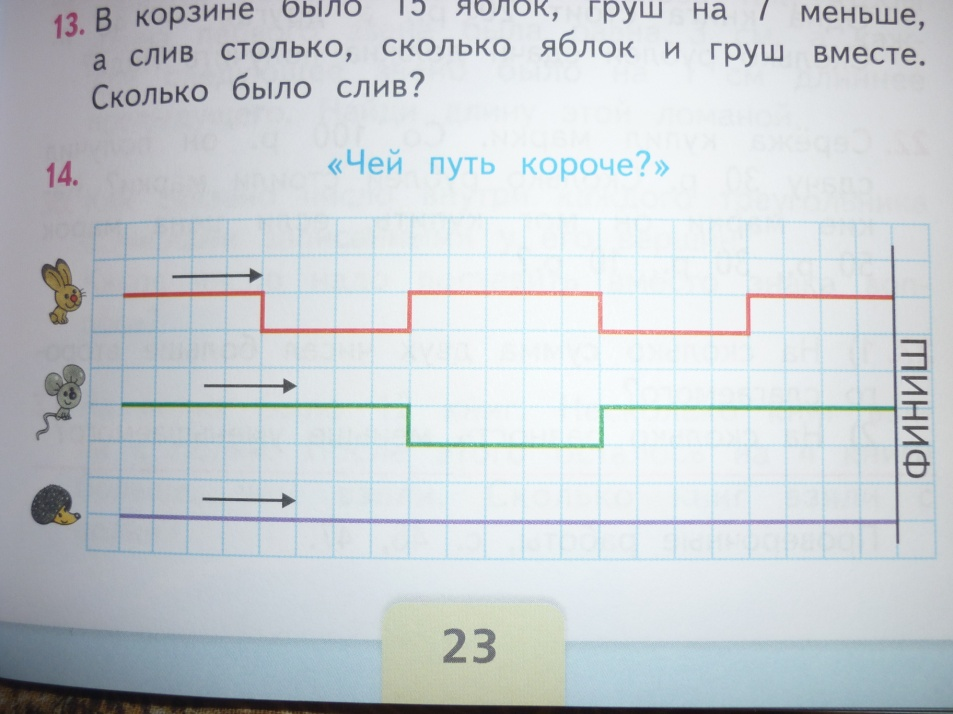 13. В корзине было 15 яблок, груш на 7 меньше,
а слив столько, сколько яблок и груш вместе.
Сколько было слив?
14. «Чей путь короче?»
ФИНИШ
23